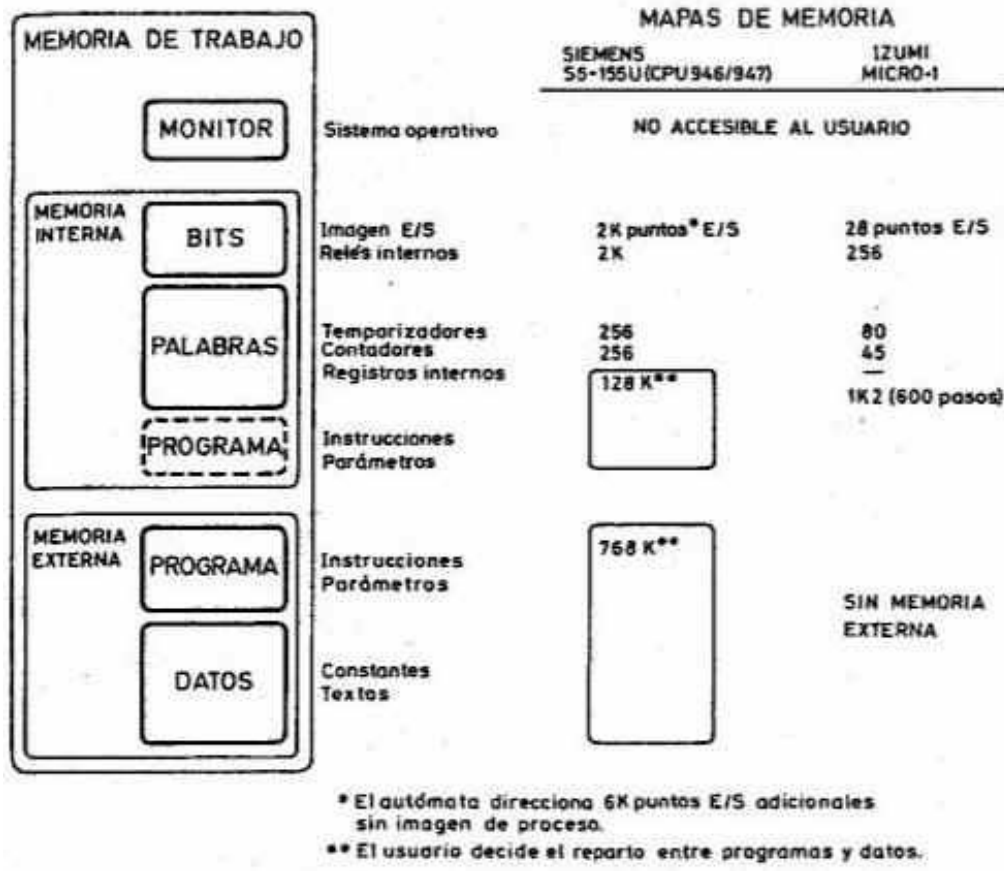 MAPAS DE MEMORIA
MEMORIA DE TRABAJO
SIEMENS
S5-155U(CPU946/947)
IZUMI
MICRO-1
MONITOR
Sistema operativo
NO ACCESIBLE AL USUARIO
MEMORIA
INTERNA
BITS
Imagen E/S
Relés internos
2K puntos* E/S
2K
28 puntos E/S
256
PALABRAS
Temporizadores
Contadores
Registros internos
256
256
128 K**
80
45
—
1K2 (600 pasos)
PROGRAMA
Instrucciones
Parámetros
MEMORIA
EXTERNA
PROGRAMA
Instrucciones
Parámetros
768 K**
SIN MEMORIA
EXTERNA
DATOS
Constantes
Textos
* El autómata direcciona 6K puntos E/S adicionales
sin imagen de proceso.
** El usuario decide el reparto entre programas y datos.